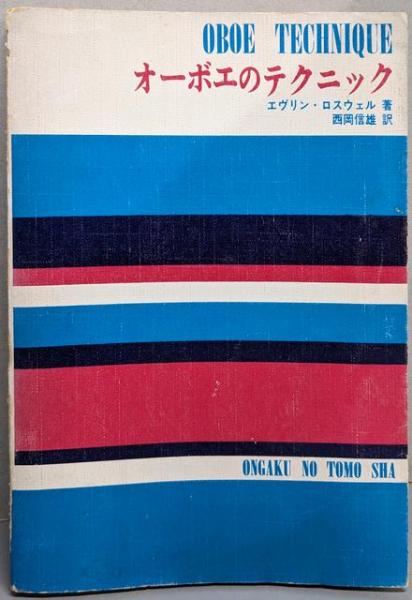 OBOE TECHNIQUE
オーボエのテクニック
エヴリン・ロスウェル 著
西岡信雄 訳
ONGAKU NO TOMO SHA